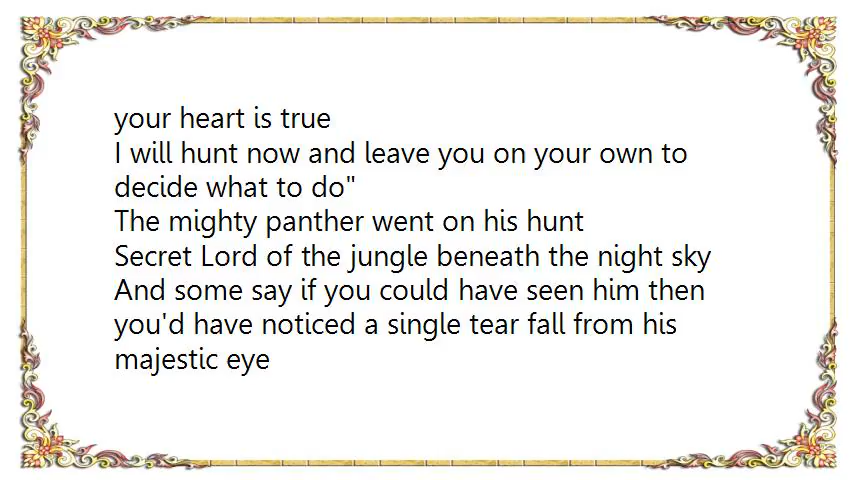 your heart is true
I will hunt now and leave you on your own to
decide what to do"
The mighty panther went on his hunt
Secret Lord of the jungle beneath the night sky
And some say if you could have seen him then
you'd have noticed a single tear fall from his
majestic eye